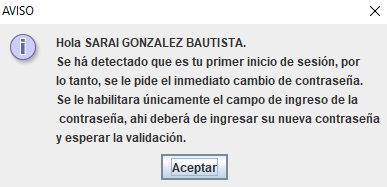 AVISO
Hola SARAI GONZALEZ BAUTISTA.
Se há detectado que es tu primer inicio de sesión, por
lo tanto, se le pide el inmediato cambio de contraseña.
Se le habilitara únicamente el campo de ingreso de la
contraseña, ahi deberá de ingresar su nueva contraseña
y esperar la validación.
Aceptar